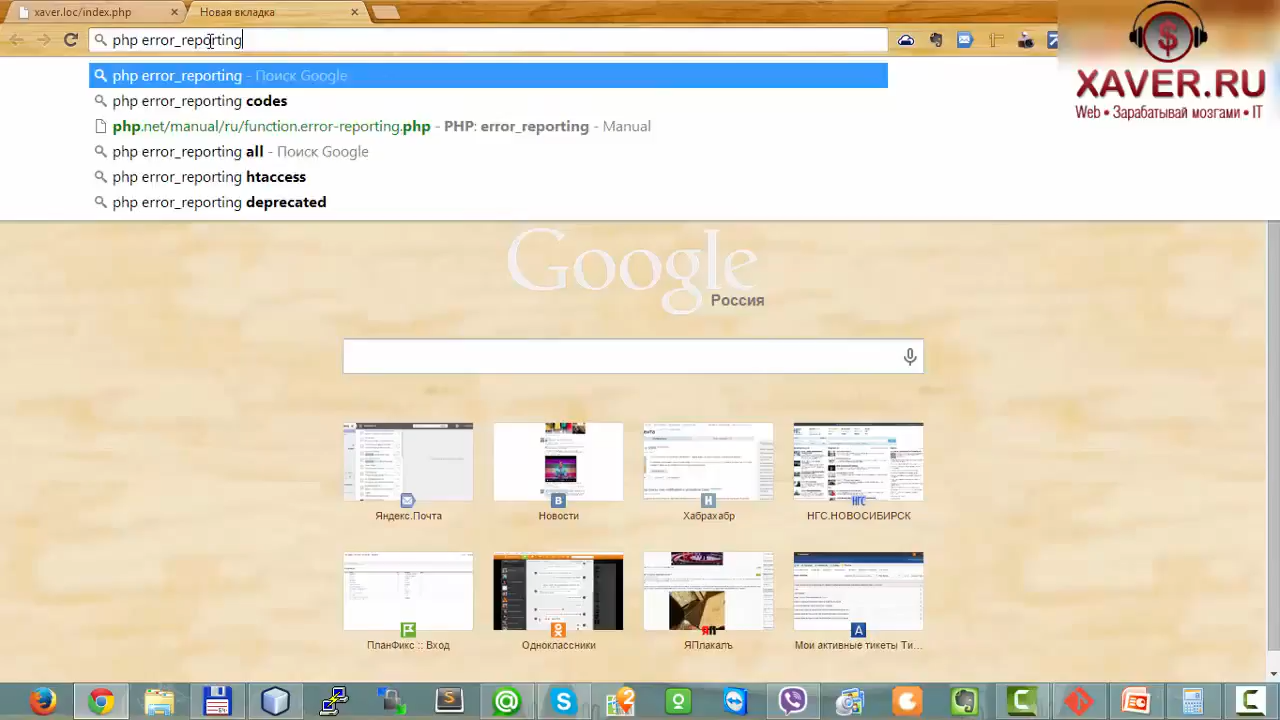 xaver.loc/index.php
Новая вкладка
php error_reporting
php error_reporting - Поиск Google
php error_reporting codes
php.net/manual/ru/function.error-reporting.php - PHP: error_reporting - Manual
php error_reporting all - Поиск Google
php error_reporting htaccess
php error_reporting deprecated
XAVER.RU
Web • Зарабатывай мозгами • IT
Google
Россия
Яндекс.Почта
Новости
Хабрахабр
НГС.НОВОСИБИРСК
ПланФикс :: Вход
Одноклассники
ЯПлакалъ
Мои активные тикеты Ти...